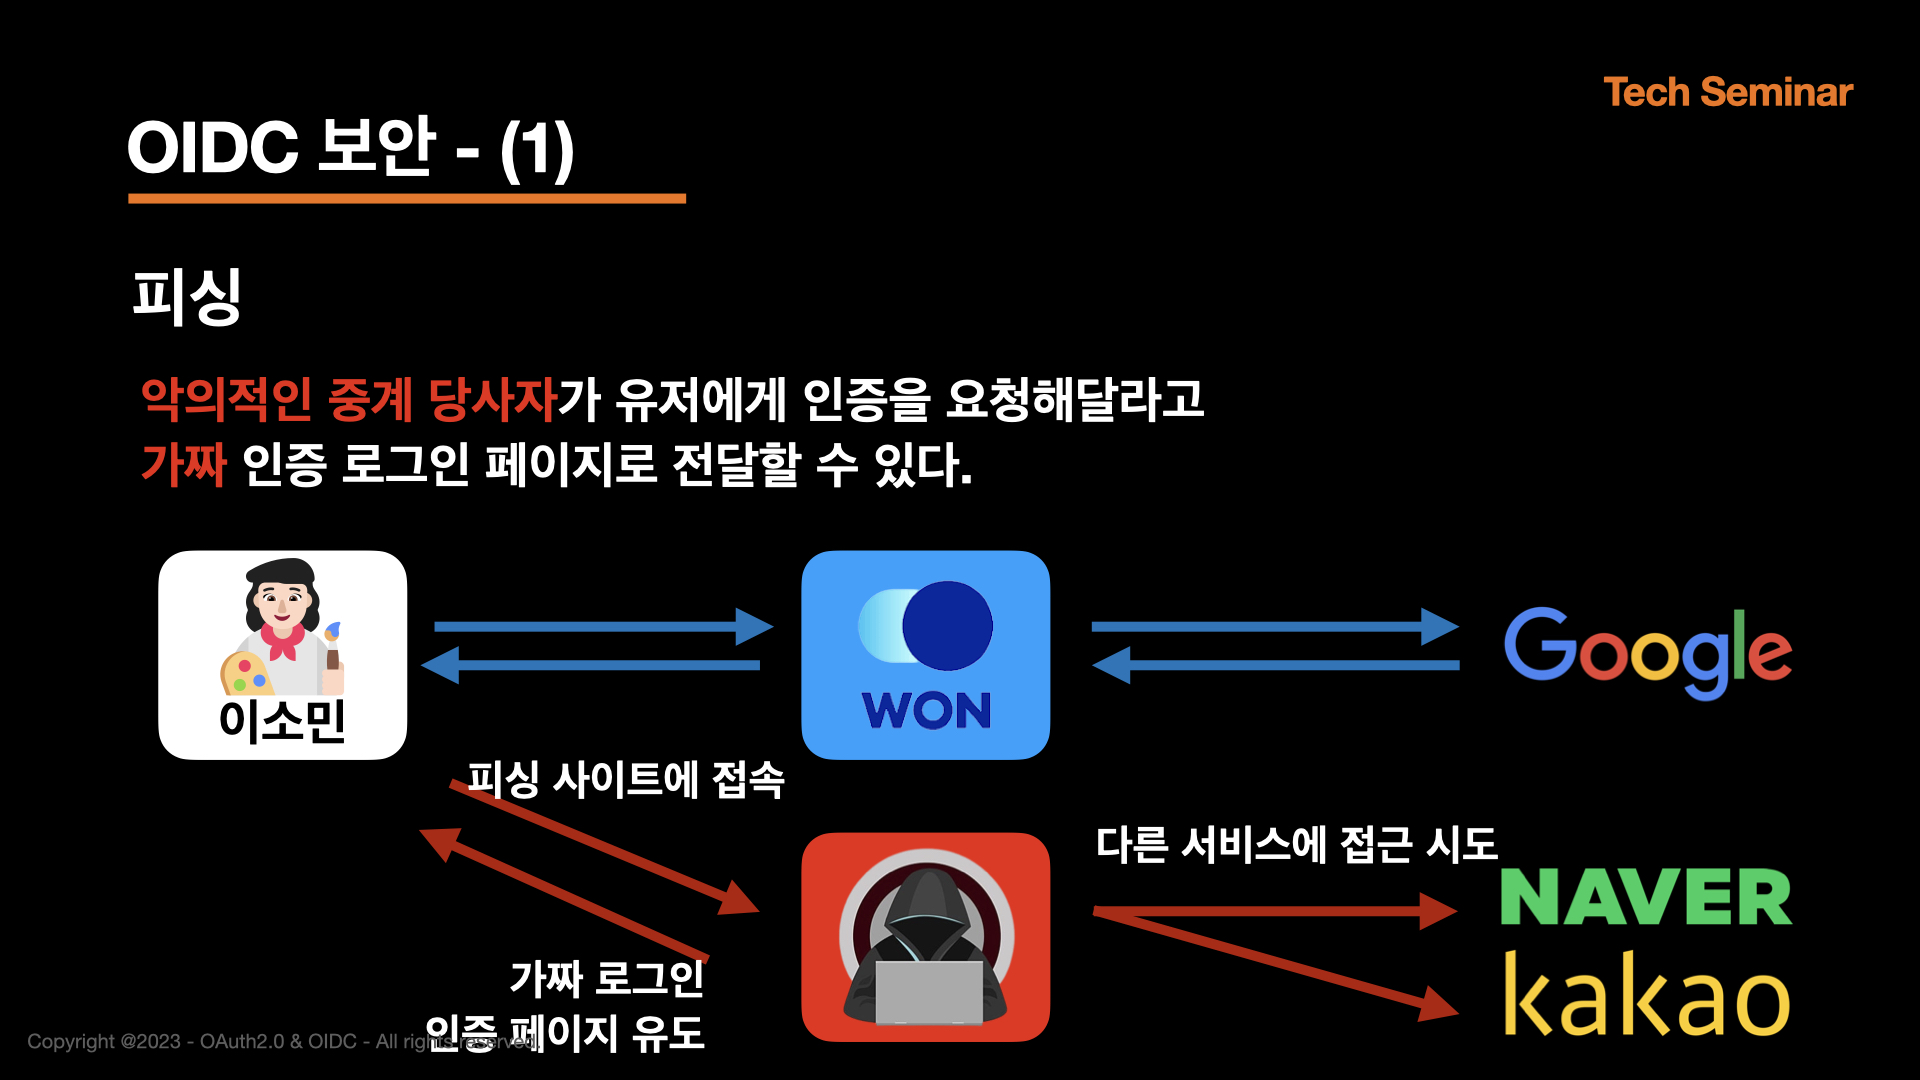 Tech Seminar
OIDC 보안 - (1)
피싱
악의적인 중계 당사자가 유저에게 인증을 요청해달라고
가짜 인증 로그인 페이지로 전달할 수 있다.
이소민
WON
Google
피싱 사이트에 접속
다른 서비스에 접근 시도
NAVER
kakao
가짜 로그인
인증 페이지 유도
Copyright @2023 - OAuth2.0 & OIDC - All rights reserved.